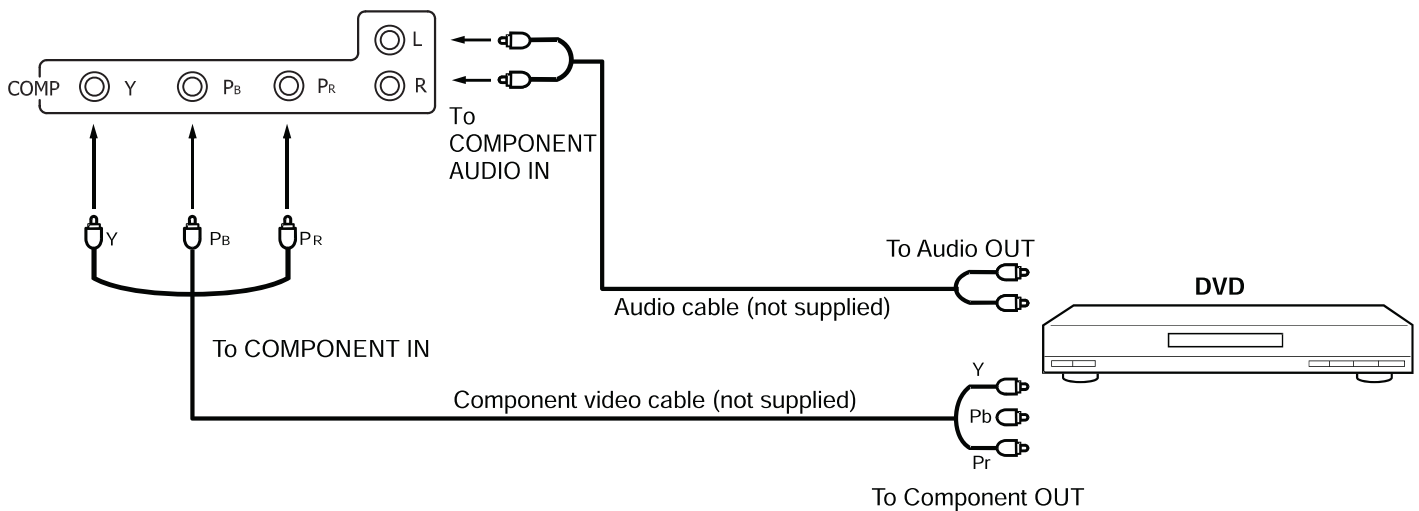 L
COMP Y PB PR R
To
COMPONENT
AUDIO IN
Y PB PR
To Audio OUT
DVD
Audio cable (not supplied)
To COMPONENT IN
Y
Component video cable (not supplied)
Pb
Pr
To Component OUT